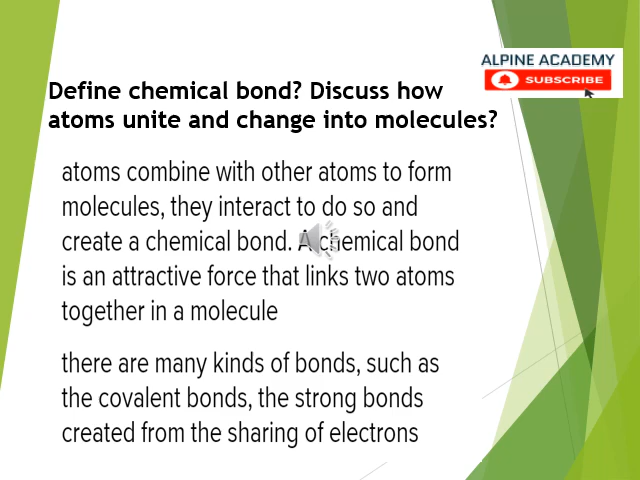 ALPINE ACADEMY
SUBSCRIBE
Define chemical bond? Discuss how
atoms unite and change into molecules?
atoms combine with other atoms to form
molecules, they interact to do so and
create a chemical bond. A chemical bond
is an attractive force that links two atoms
together in a molecule
there are many kinds of bonds, such as
the covalent bonds, the strong bonds
created from the sharing of electrons